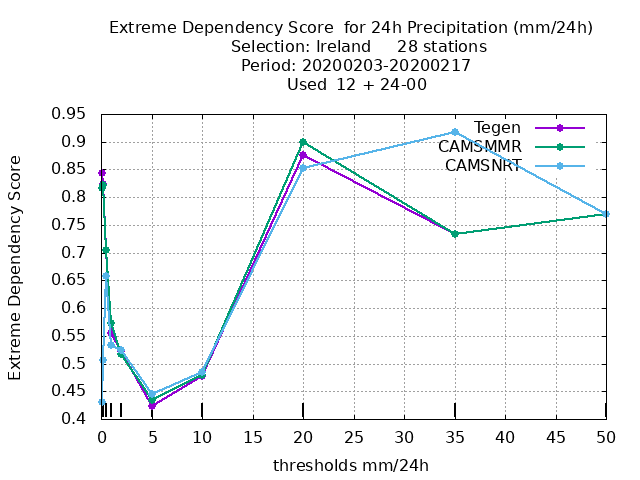 Extreme Dependency Score  for 24h Precipitation (mm/24h)
Selection: Ireland     28 stations
Period: 20200203-20200217
Used  12 + 24-00
Extreme Dependency Score
0.95
0.9
0.85
0.8
0.75
0.7
0.65
0.6
0.55
0.5
0.45
0.4
Tegen
CAMSMMR
CAMSNRT
0 5 10 15 20 25 30 35 40 45 50
thresholds mm/24h